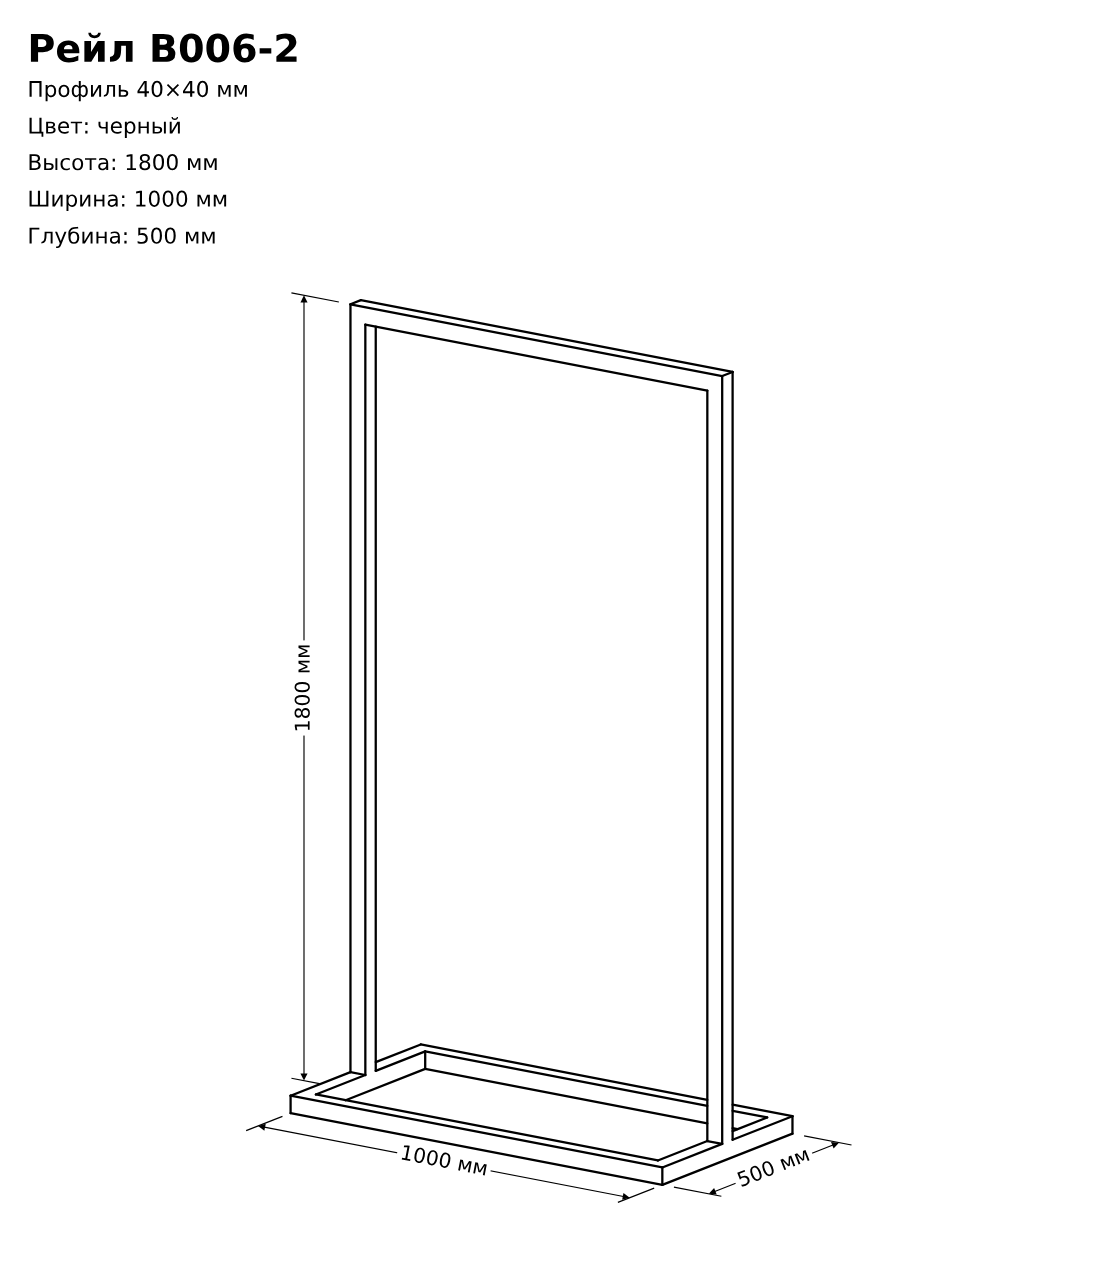 Рейл В006-2
Профиль 40×40 мм
Цвет: черный
Высота: 1800 мм
Ширина: 1000 мм
Глубина: 500 мм
1800 мм
1000 мм
500 мм